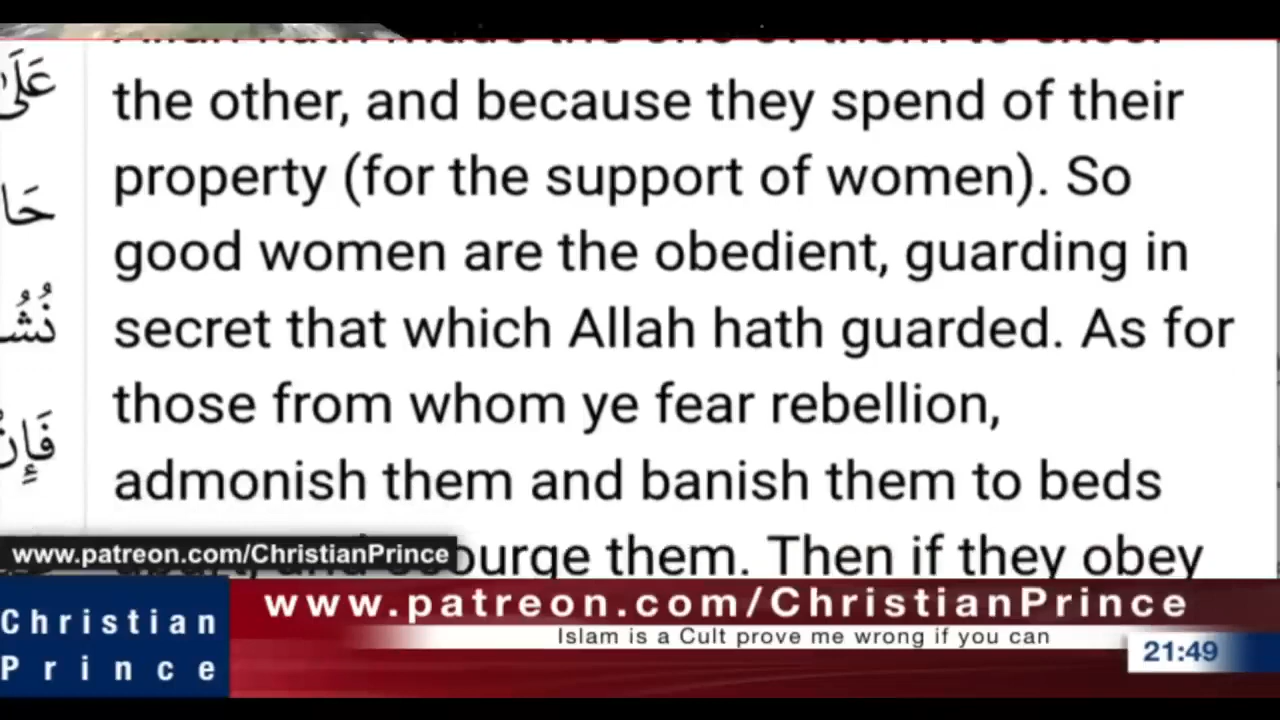 the other, and because they spend of their
property (for the support of women). So
good women are the obedient, guarding in
secret that which Allah hath guarded. As for
those from whom ye fear rebellion,
admonish them and banish them to beds
them. Then if they obey
عَلَى
نُشُ
فَإِنْ
www.patreon.com/ChristianPrince
www.patreon.com/ChristianPrince
Christian
Prince
Islam is a Cult prove me wrong if you can
21:49